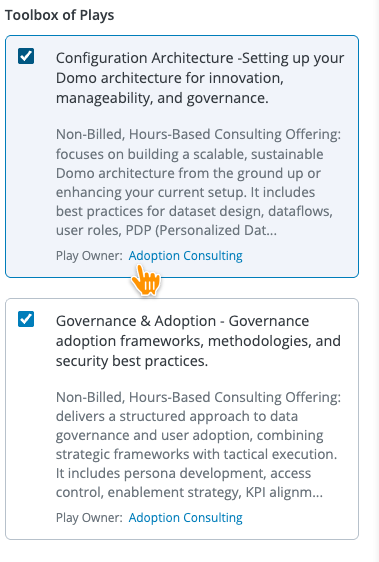 Toolbox of Plays
Configuration Architecture -Setting up your
Domo architecture for innovation,
manageability, and governance.
Non-Billed, Hours-Based Consulting Offering:
focuses on building a scalable, sustainable
Domo architecture from the ground up or
enhancing your current setup. It includes
best practices for dataset design, dataflows,
user roles, PDP (Personalized Dat...
Play Owner: Adoption Consulting
Governance & Adoption - Governance
adoption frameworks, methodologies, and
security best practices.
Non-Billed, Hours-Based Consulting Offering:
delivers a structured approach to data
governance and user adoption, combining
strategic frameworks with tactical execution.
It includes persona development, access
control, enablement strategy, KPI alignm...
Play Owner: Adoption Consulting